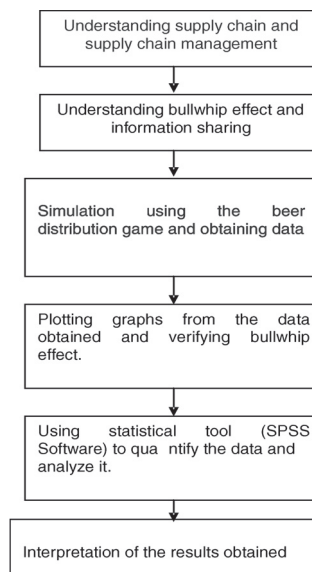 Understanding supply chain and
supply chain management
Understanding bullwhip effect and
information sharing
Simulation using the beer
distribution game and obtaining data
Plotting graphs from the data
obtained and verifying bullwhip
effect.
Using statistical tool (SPSS
Software) to qua ntify the data and
analyze it.
Interpretation of the results obtained